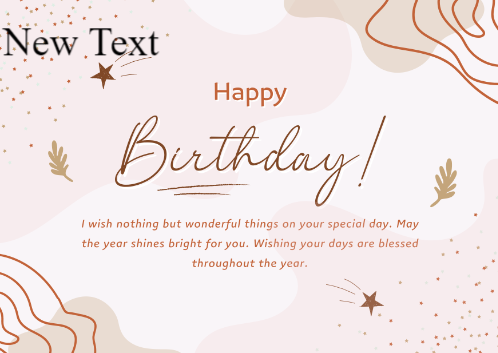 New Text
Happy
Birthday!
I wish nothing but wonderful things on your special day. May
the year shines bright for you. Wishing your days are blessed
throughout the year.